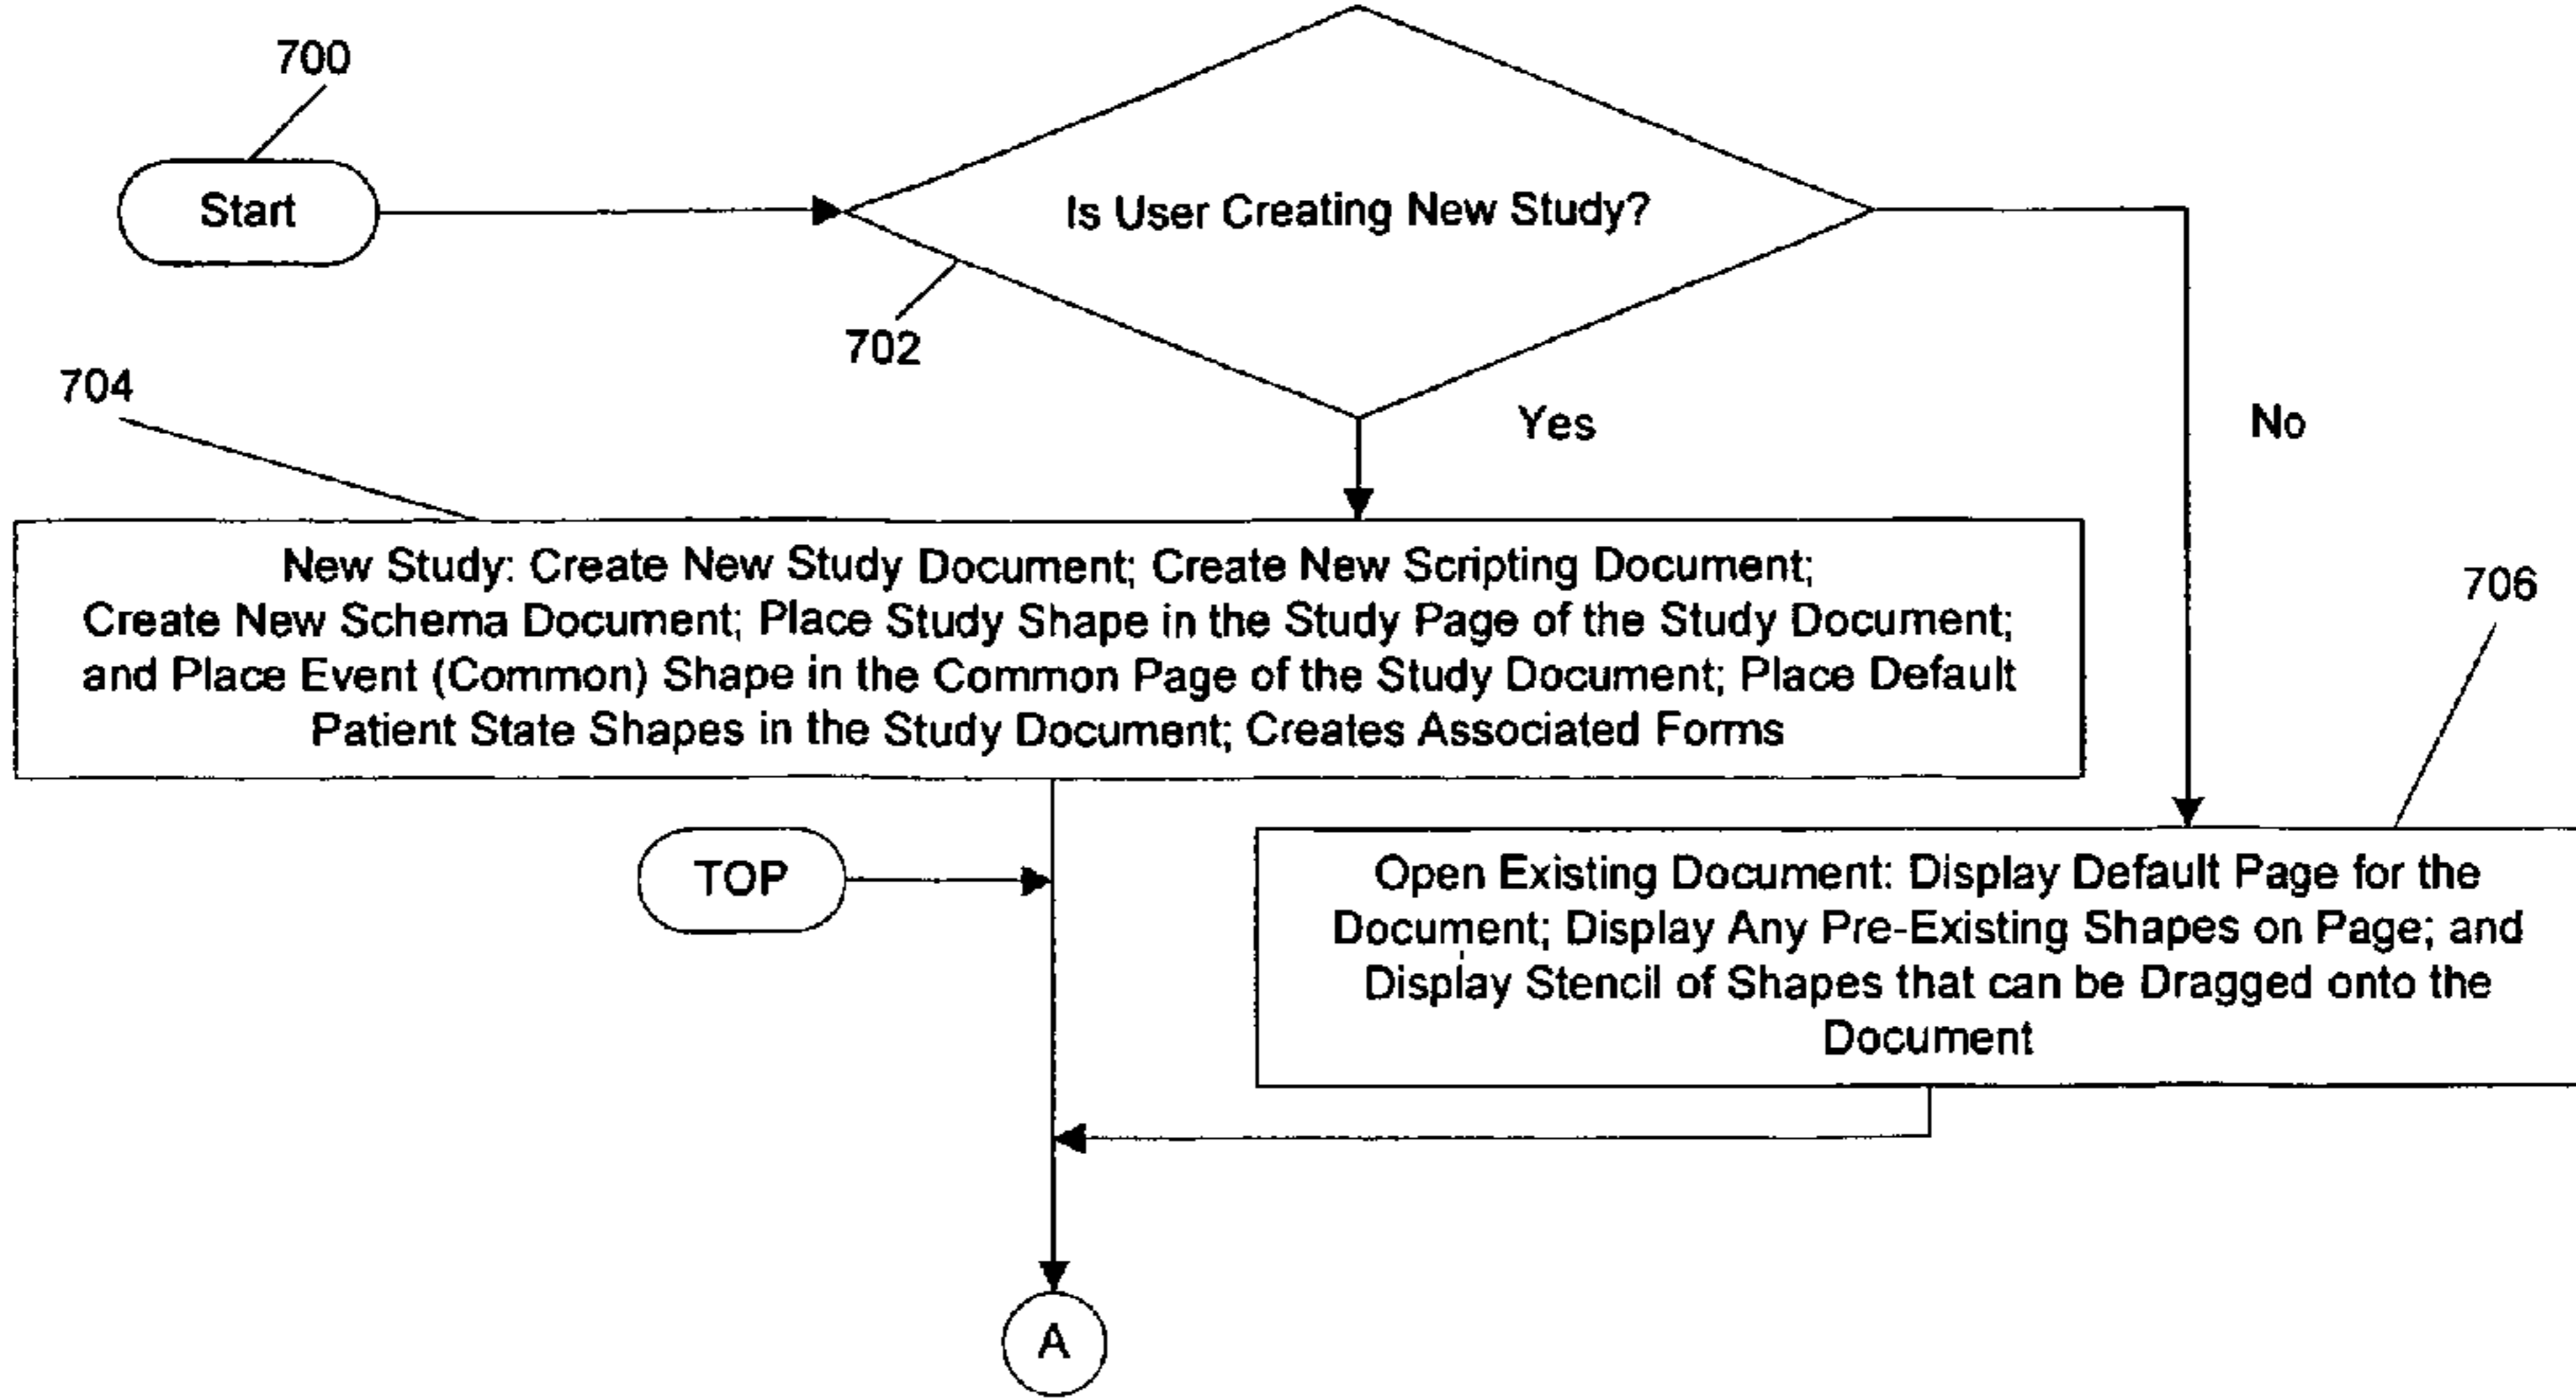 700
Start
Is User Creating New Study?
702
704
Yes
No
New Study: Create New Study Document; Create New Scripting Document;
Create New Schema Document; Place Study Shape in the Study Page of the Study Document;
and Place Event (Common) Shape in the Common Page of the Study Document; Place Default
Patient State Shapes in the Study Document; Creates Associated Forms
706
TOP
Open Existing Document: Display Default Page for the
Document; Display Any Pre-Existing Shapes on Page; and
Display Stencil of Shapes that can be Dragged onto the
Document
A